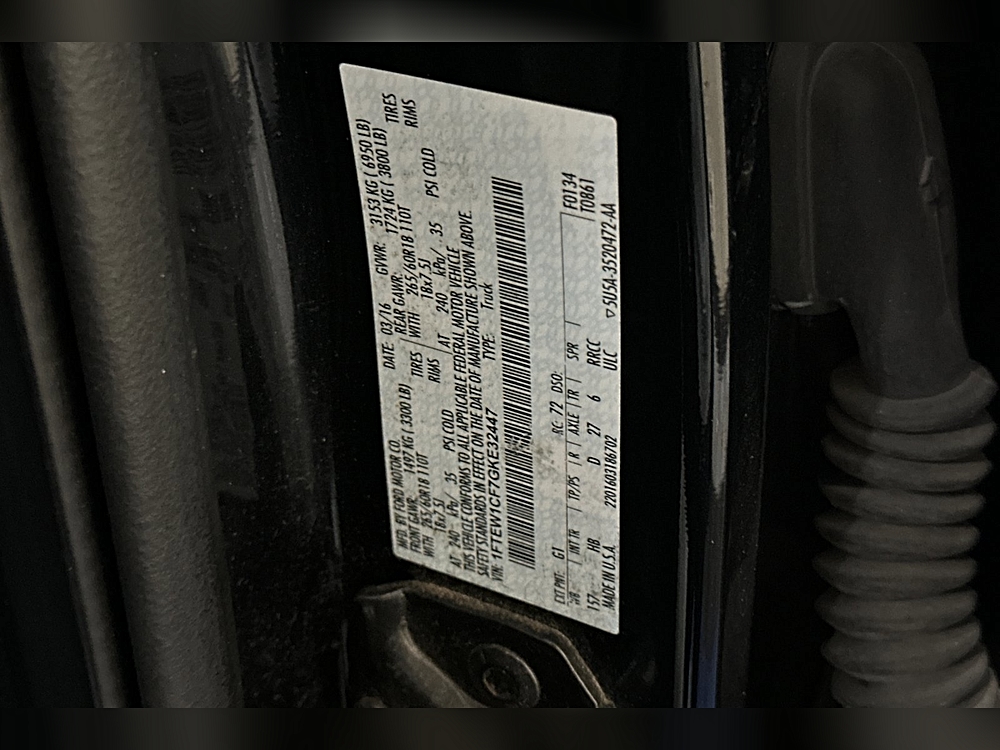 MFD. BY FORD MOTOR CO.
DATE: 03/16 GVWR: 3153 KG ( 6950 LB)
FRONT GAWR: 1497 KG ( 3300 LB) REAR GAWR: 1724 KG ( 3800 LB)
WITH 265/60R18 110T TIRES WITH 265/60R18 110T TIRES
18x7.5J RIMS 18x7.5J RIMS
AT 240 kPa/ 35 PSI COLD AT 240 kPa/ 35 PSI COLD
THIS VEHICLE CONFORMS TO ALL APPLICABLE FEDERAL MOTOR VEHICLE
SAFETY STANDARDS IN EFFECT ON THE DATE OF MANUFACTURE SHOWN ABOVE.
VIN: 1FTEW1CF7GKE32447 TYPE: Truck
EXT PNT: G1 RC: 72 DSO: F0134
WB INT TR TP/PS R AXLE TR SPR T0861
157 HB D 27 6 RRCC
MADE IN U.S.A. 220160316 6702 ULC ▽5U5A-3520472-AA